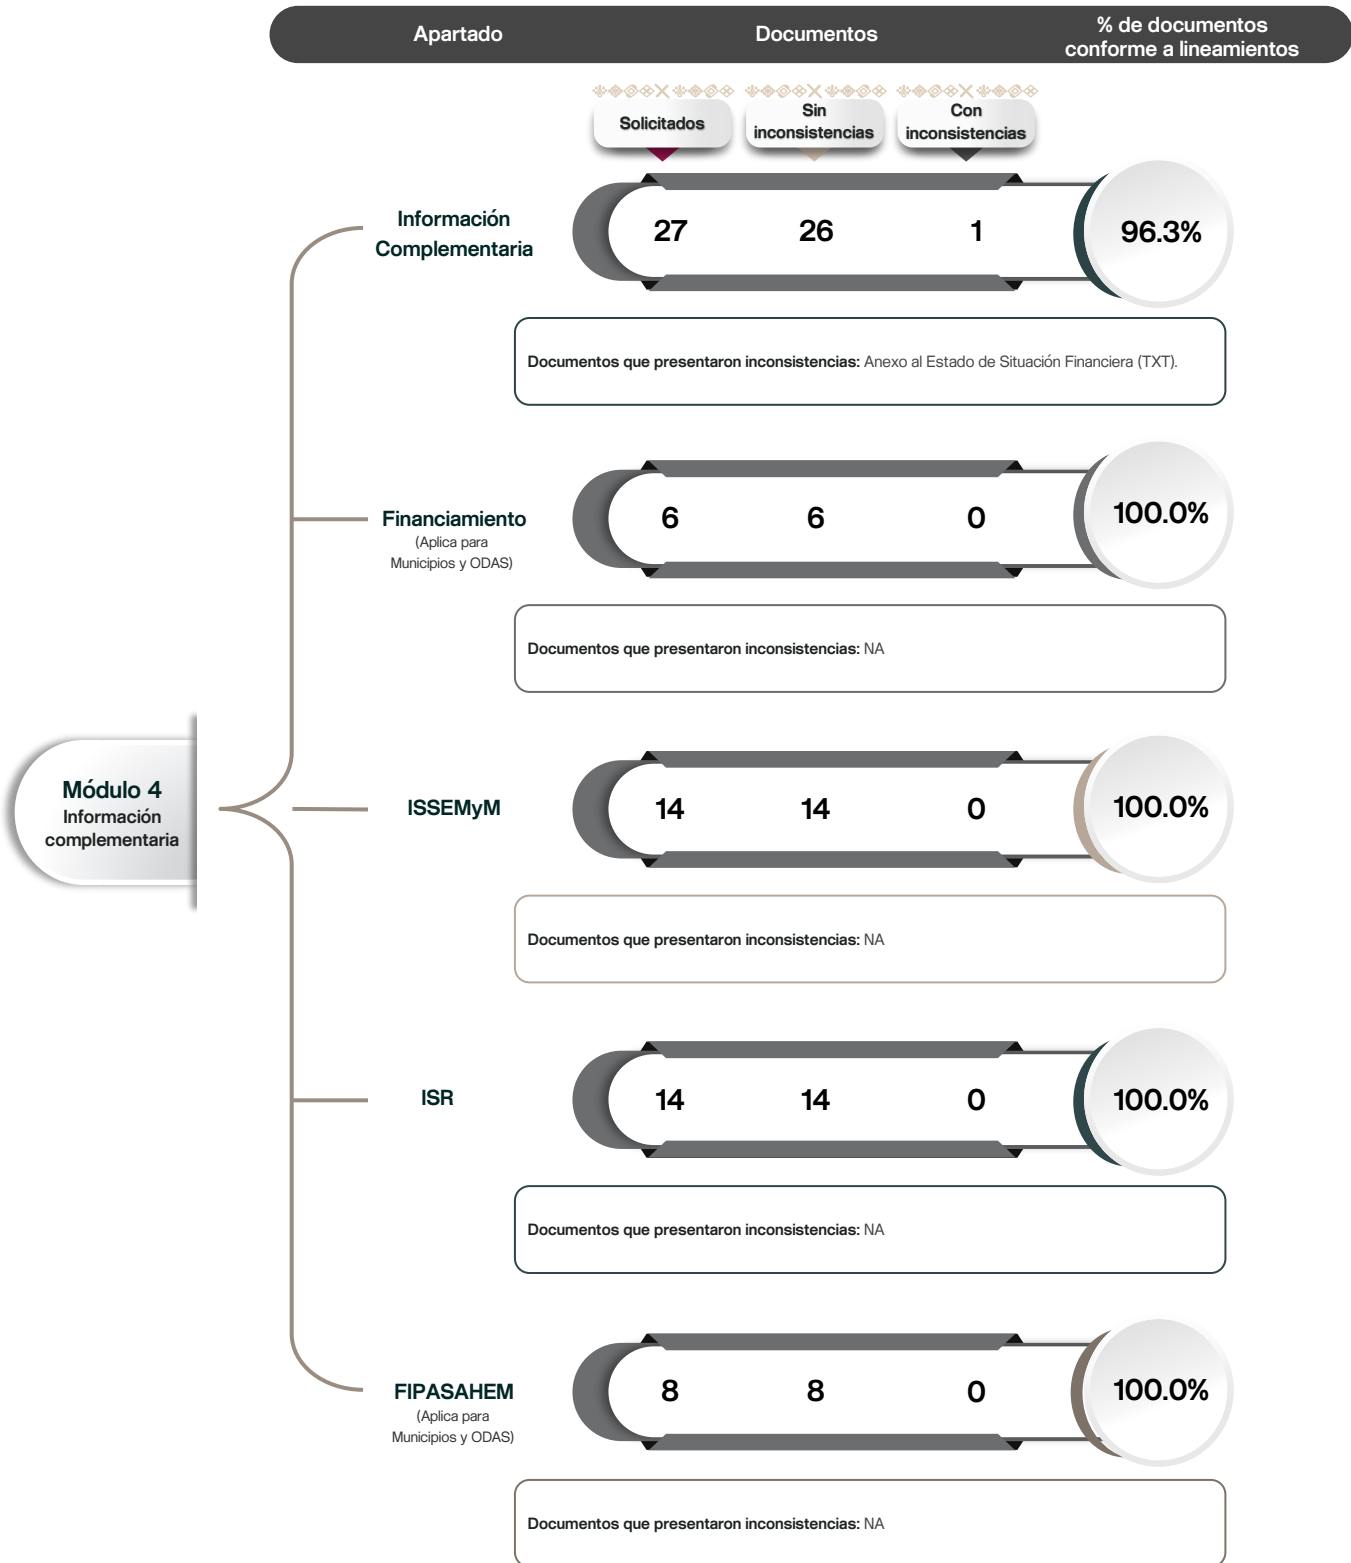 Apartado
Documentos
% de documentos
conforme a lineamientos
Solicitados
Sin
inconsistencias
Con
inconsistencias
Información
Complementaria
27
26
1
96.3%
Documentos que presentaron inconsistencias: Anexo al Estado de Situación Financiera (TXT).
Financiamiento
(Aplica para
Municipios y ODAS)
6
6
0
100.0%
Documentos que presentaron inconsistencias: NA
Módulo 4
Información
complementaria
ISSEMyM
14
14
0
100.0%
Documentos que presentaron inconsistencias: NA
ISR
14
14
0
100.0%
Documentos que presentaron inconsistencias: NA
FIPASAHEM
(Aplica para
Municipios y ODAS)
8
8
0
100.0%
Documentos que presentaron inconsistencias: NA